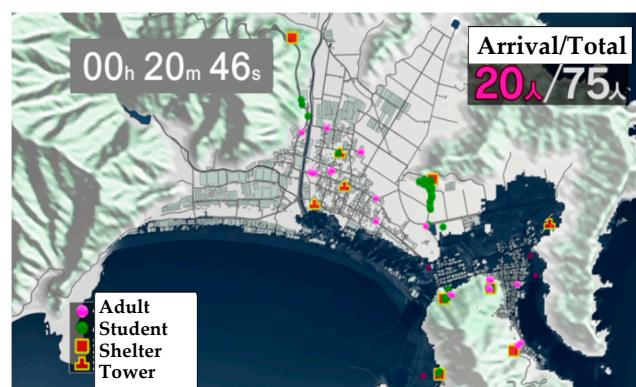 00h 20m 46s
Arrival/Total
20人/75人
Adult
Student
Shelter
Tower